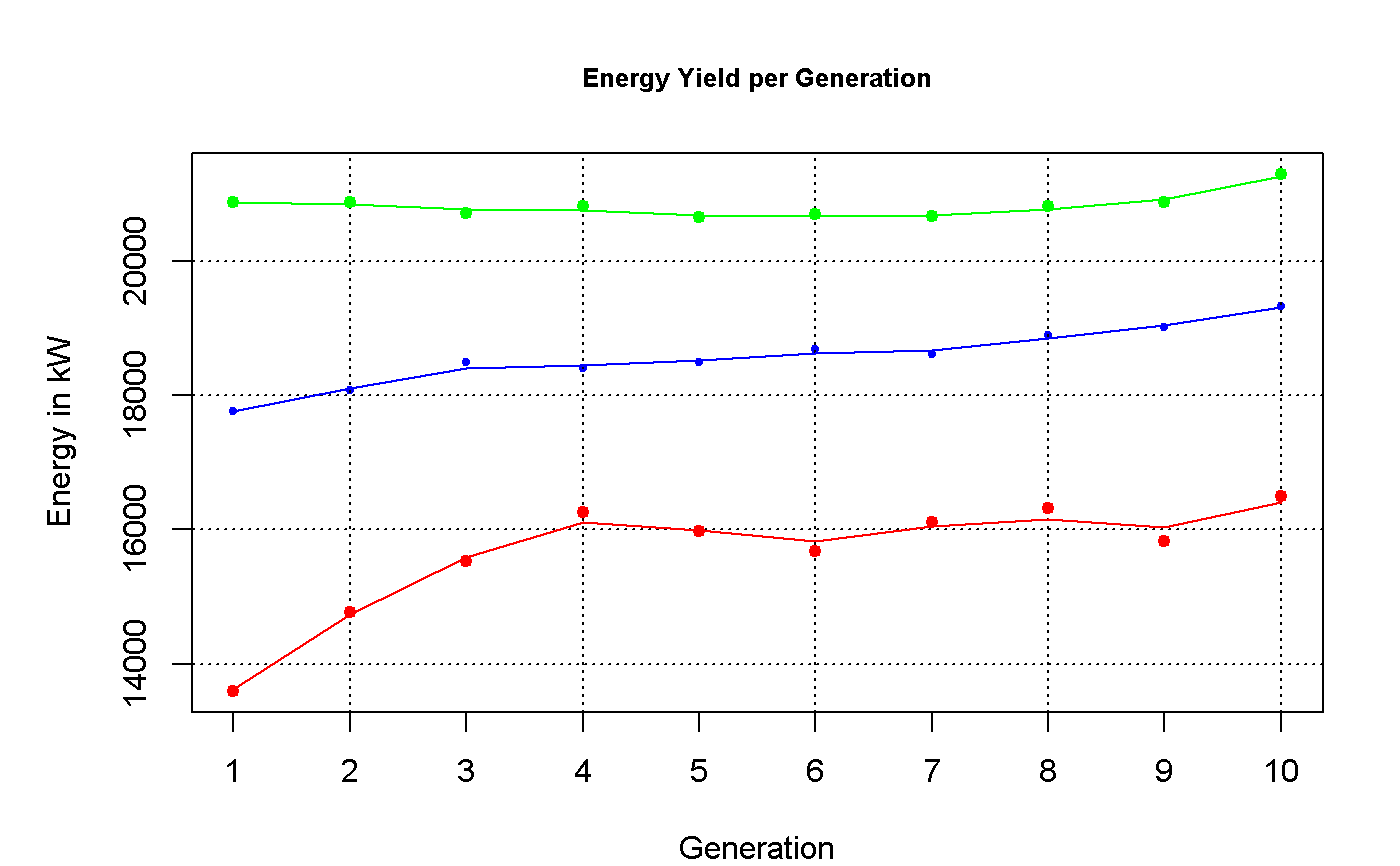 Energy Yield per Generation
Energy in kW
20000
18000
16000
14000
1 2 3 4 5 6 7 8 9 10
Generation